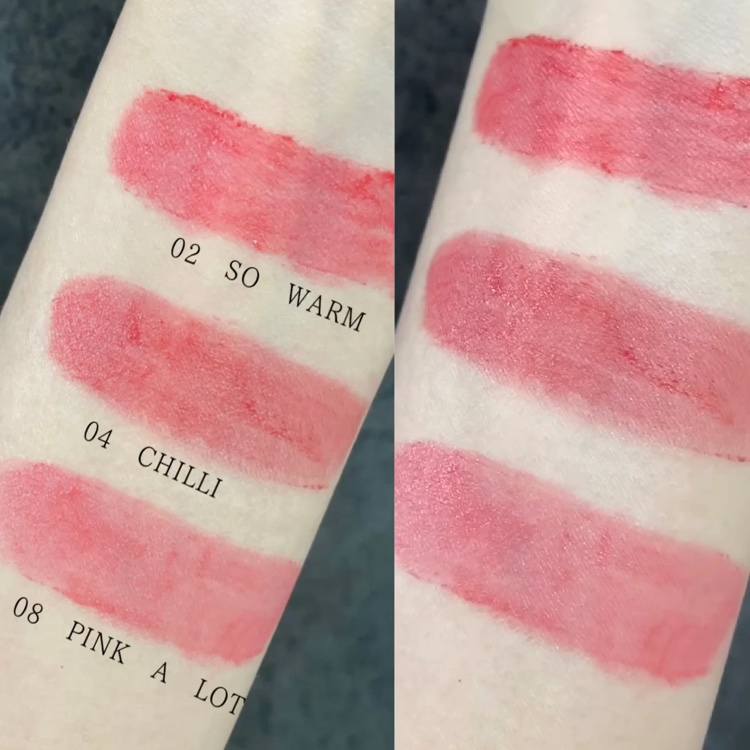 02 SO WARM
04 CHILLI
08 PINK A LOT